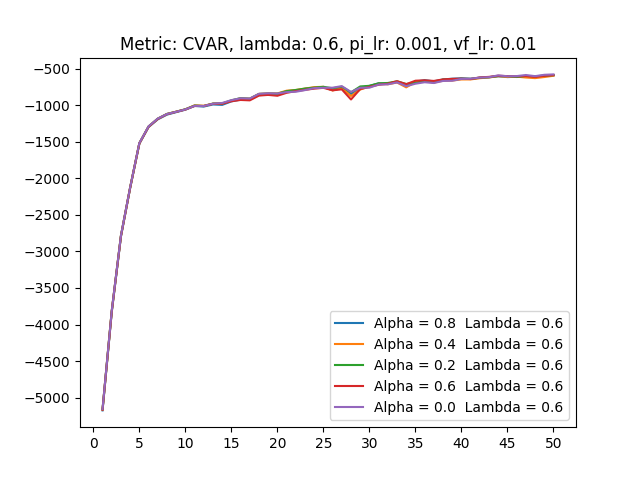 Metric: CVAR, lambda: 0.6, pi_lr: 0.001, vf_lr: 0.01
−500
−1000
−1500
−2000
−2500
−3000
−3500
−4000
−4500
−5000
Alpha = 0.8 Lambda = 0.6
Alpha = 0.4 Lambda = 0.6
Alpha = 0.2 Lambda = 0.6
Alpha = 0.6 Lambda = 0.6
Alpha = 0.0 Lambda = 0.6
0 5 10 15 20 25 30 35 40 45 50